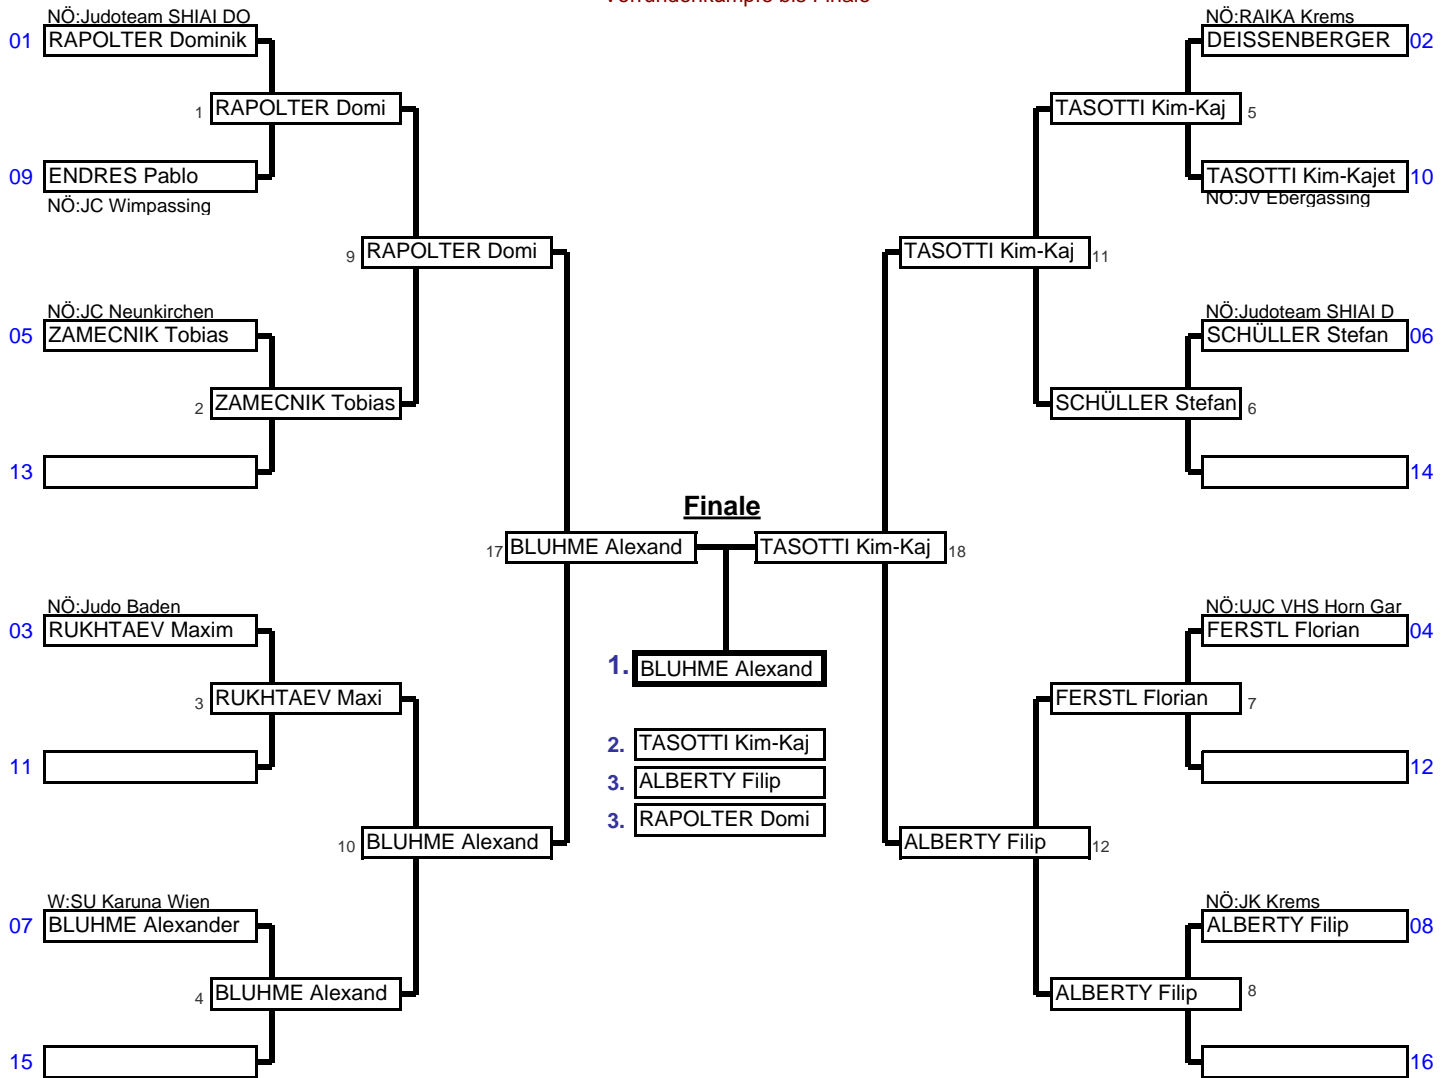 Vorrundenkämpfe bis Finale
NÖ:Judoteam SHIAI DO
01 RAPOLTER Dominik
1 RAPOLTER Domi
09 ENDRES Pablo
NÖ:JC Wimpassing
9 RAPOLTER Domi
NÖ:JC Neunkirchen
05 ZAMECNIK Tobias
2 ZAMECNIK Tobias
13
17 BLUHME Alexand
NÖ:Judo Baden
03 RUKHTAEV Maxim
3 RUKHTAEV Maxi
11
10 BLUHME Alexand
W:SU Karuna Wien
07 BLUHME Alexander
4 BLUHME Alexand
15
Finale
1. BLUHME Alexand
2. TASOTTI Kim-Kaj
3. ALBERTY Filip
3. RAPOLTER Domi
NÖ:RAIKA Krems
DEISSENBERGER 02
TASOTTI Kim-Kaj 5
TASOTTI Kim-Kajet 10
NÖ:JV Ebergassing
TASOTTI Kim-Kaj 11
NÖ:Judoteam SHIAI D
SCHÜLLER Stefan 06
SCHÜLLER Stefan 6
14
TASOTTI Kim-Kaj 18
NÖ:UJC VHS Horn Gar
FERSTL Florian 04
FERSTL Florian 7
12
ALBERTY Filip 12
NÖ:JK Krems
ALBERTY Filip 08
ALBERTY Filip 8
16